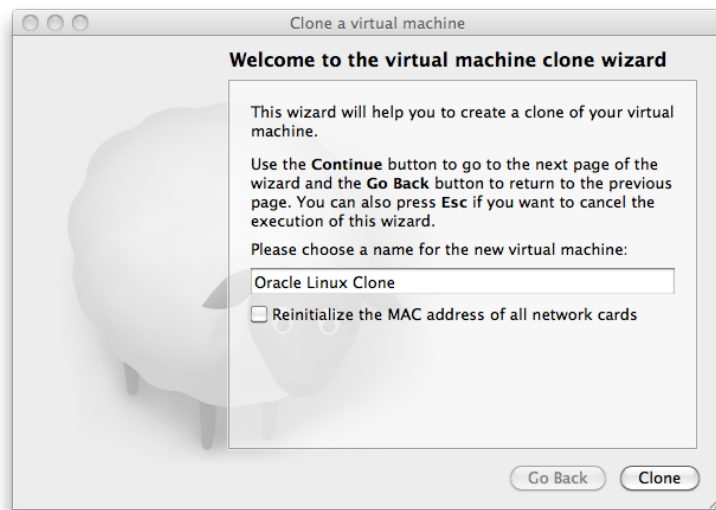 Clone a virtual machine
Welcome to the virtual machine clone wizard
This wizard will help you to create a clone of your virtual
machine.
Use the Continue button to go to the next page of the
wizard and the Go Back button to return to the previous
page. You can also press Esc if you want to cancel the
execution of this wizard.
Please choose a name for the new virtual machine:
Oracle Linux Clone
Reinitialize the MAC address of all network cards
Go Back
Clone